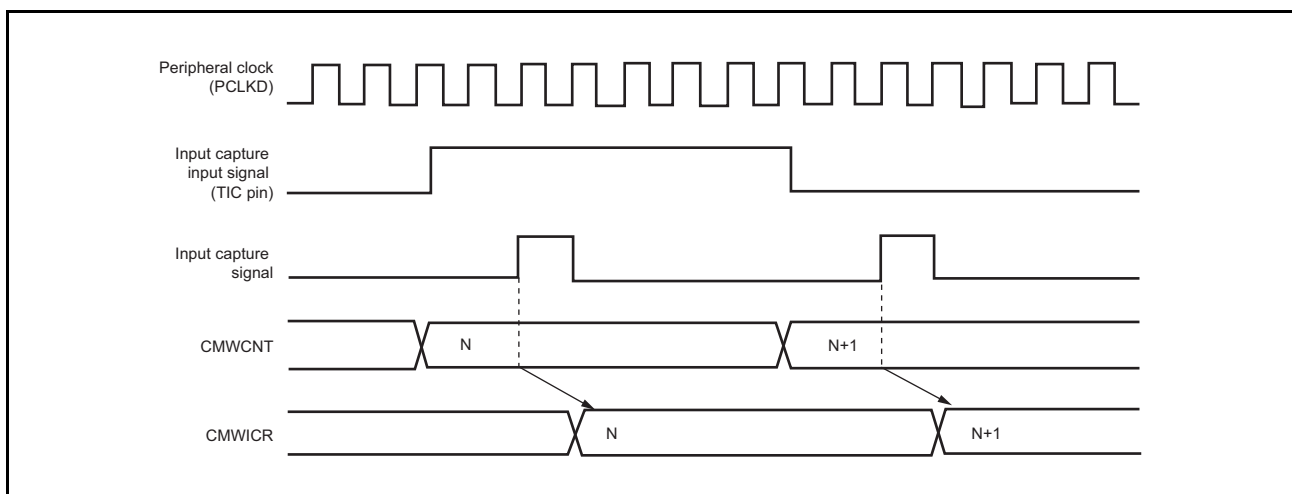 Peripheral clock
(PCLKD)
Input capture
input signal
(TIC pin)
Input capture
signal
CMWCNT
N
N+1
CMWICR
N
N+1